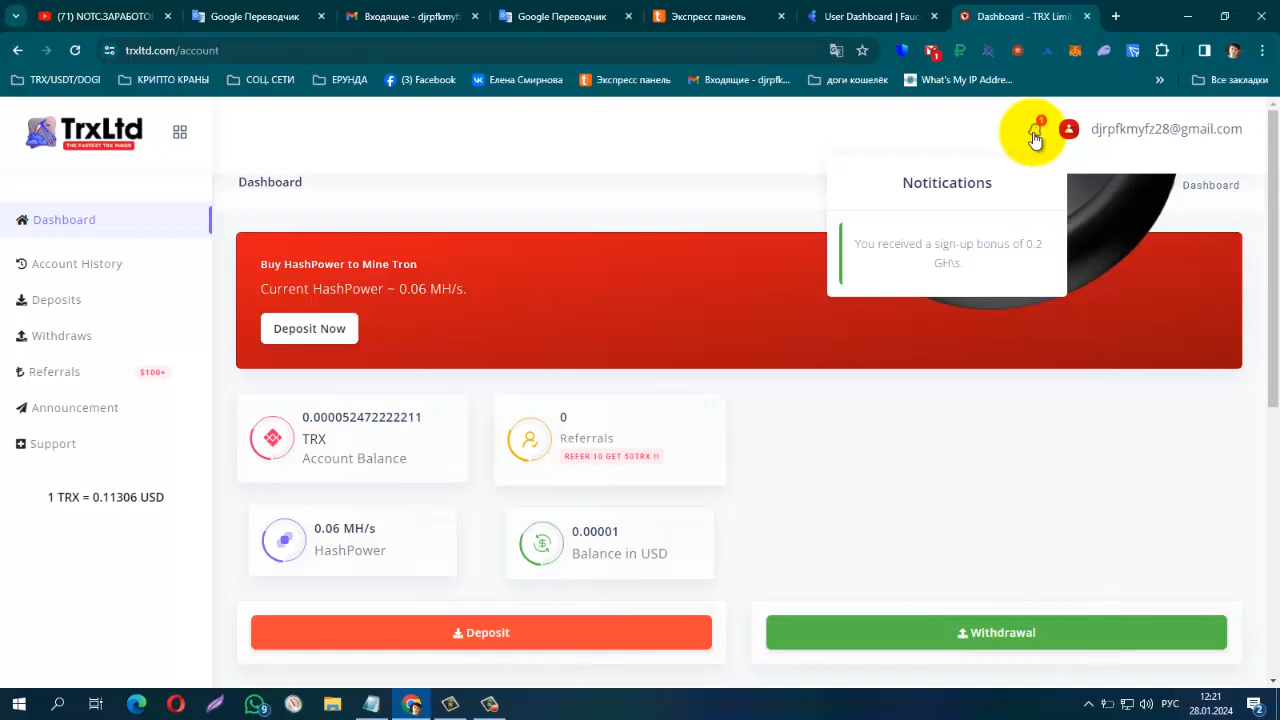 (71) NOTС.ЗАРАБОТО
Google Переводчик
Входящие - djrpfkmyfz
Google Переводчик
Экспресс панель
User Dashboard | Fauc
Dashboard - TRX Limit
trxltd.com/account
TRX/USDT/DOGI
КРИПТО КРАНЫ
СОЦ. СЕТИ
ЕРУНДА
(3) Facebook
Елена Смирнова
Экспресс панель
Входящие - djrpfk...
доги кошелёк
What's My IP Addre...
»
Все закладки
TrxLtd
THE FASTEST TRX MINER
1
djrpfkmyfz28@gmail.com
Dashboard
Dashboard
Notitications
You received a sign-up bonus of 0.2
GH\s.
Dashboard
Account History
Deposits
Withdraws
Referrals
$100+
Announcement
Support
1 TRX = 0.11306 USD
Buy HashPower to Mine Tron
Current HashPower ~ 0.06 MH/s.
Deposit Now
0.000052472222211
TRX
Account Balance
0
Referrals
REFER 10 GET 50TRX !!
0.06 MH/s
HashPower
0.00001
Balance in USD
Deposit
Withdrawal
РУС
12:21
28.01.2024